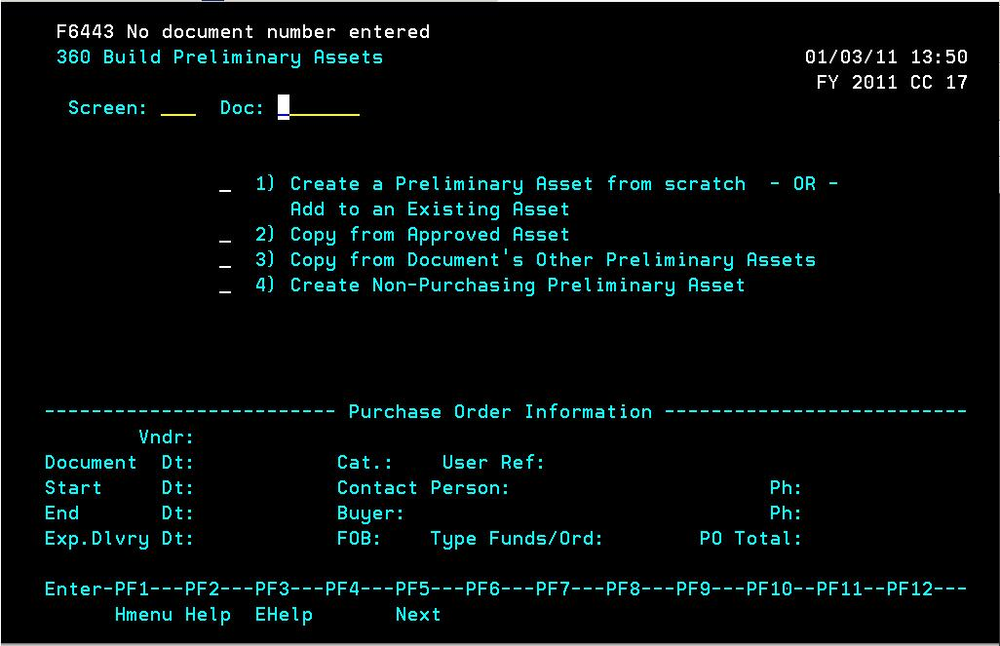 F6443 No document number entered
360 Build Preliminary Assets 01/03/11 13:50
FY 2011 CC 17
Screen: ___ Doc: _______
_ 1) Create a Preliminary Asset from scratch - OR -
Add to an Existing Asset
_ 2) Copy from Approved Asset
_ 3) Copy from Document's Other Preliminary Assets
_ 4) Create Non-Purchasing Preliminary Asset
------------------------- Purchase Order Information --------------------------
Vndr:
Document Dt: Cat.: User Ref:
Start Dt: Contact Person: Ph:
End Dt: Buyer: Ph:
Exp.Dlvry Dt: FOB: Type Funds/Ord: PO Total:
Enter-PF1---PF2---PF3---PF4---PF5---PF6---PF7---PF8---PF9---PF10--PF11--PF12---
Hmenu Help EHelp Next